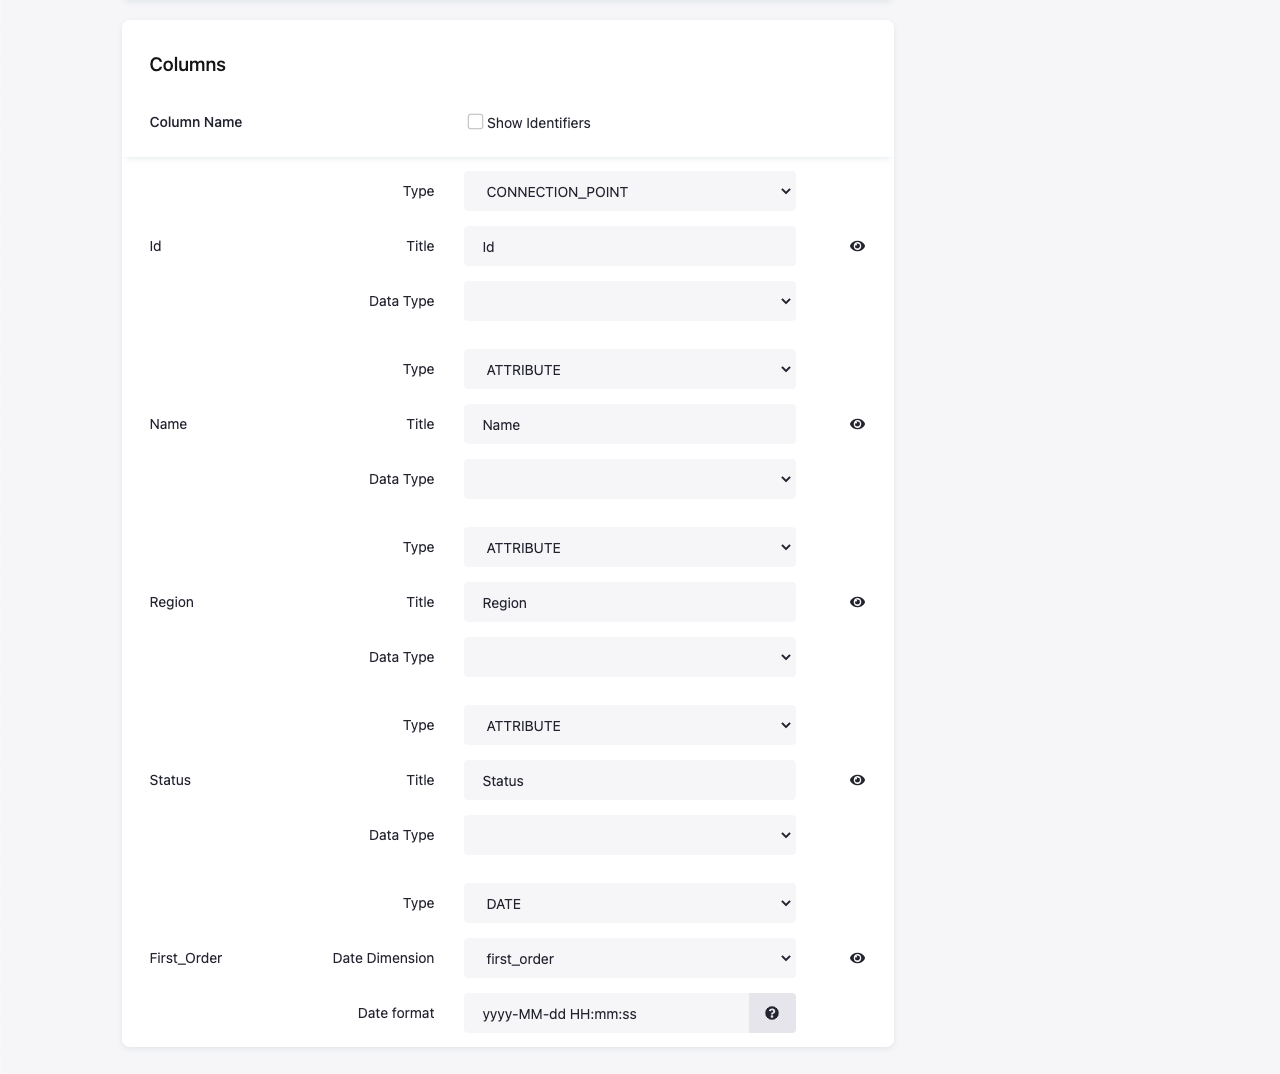 Columns
Column Name
Show Identifiers
Type
CONNECTION_POINT
Id
Title
Id
Data Type
Type
ATTRIBUTE
Name
Title
Name
Data Type
Type
ATTRIBUTE
Region
Title
Region
Data Type
Type
ATTRIBUTE
Status
Title
Status
Data Type
Type
DATE
First_Order
Date Dimension
first_order
Date format
yyyy-MM-dd HH:mm:ss